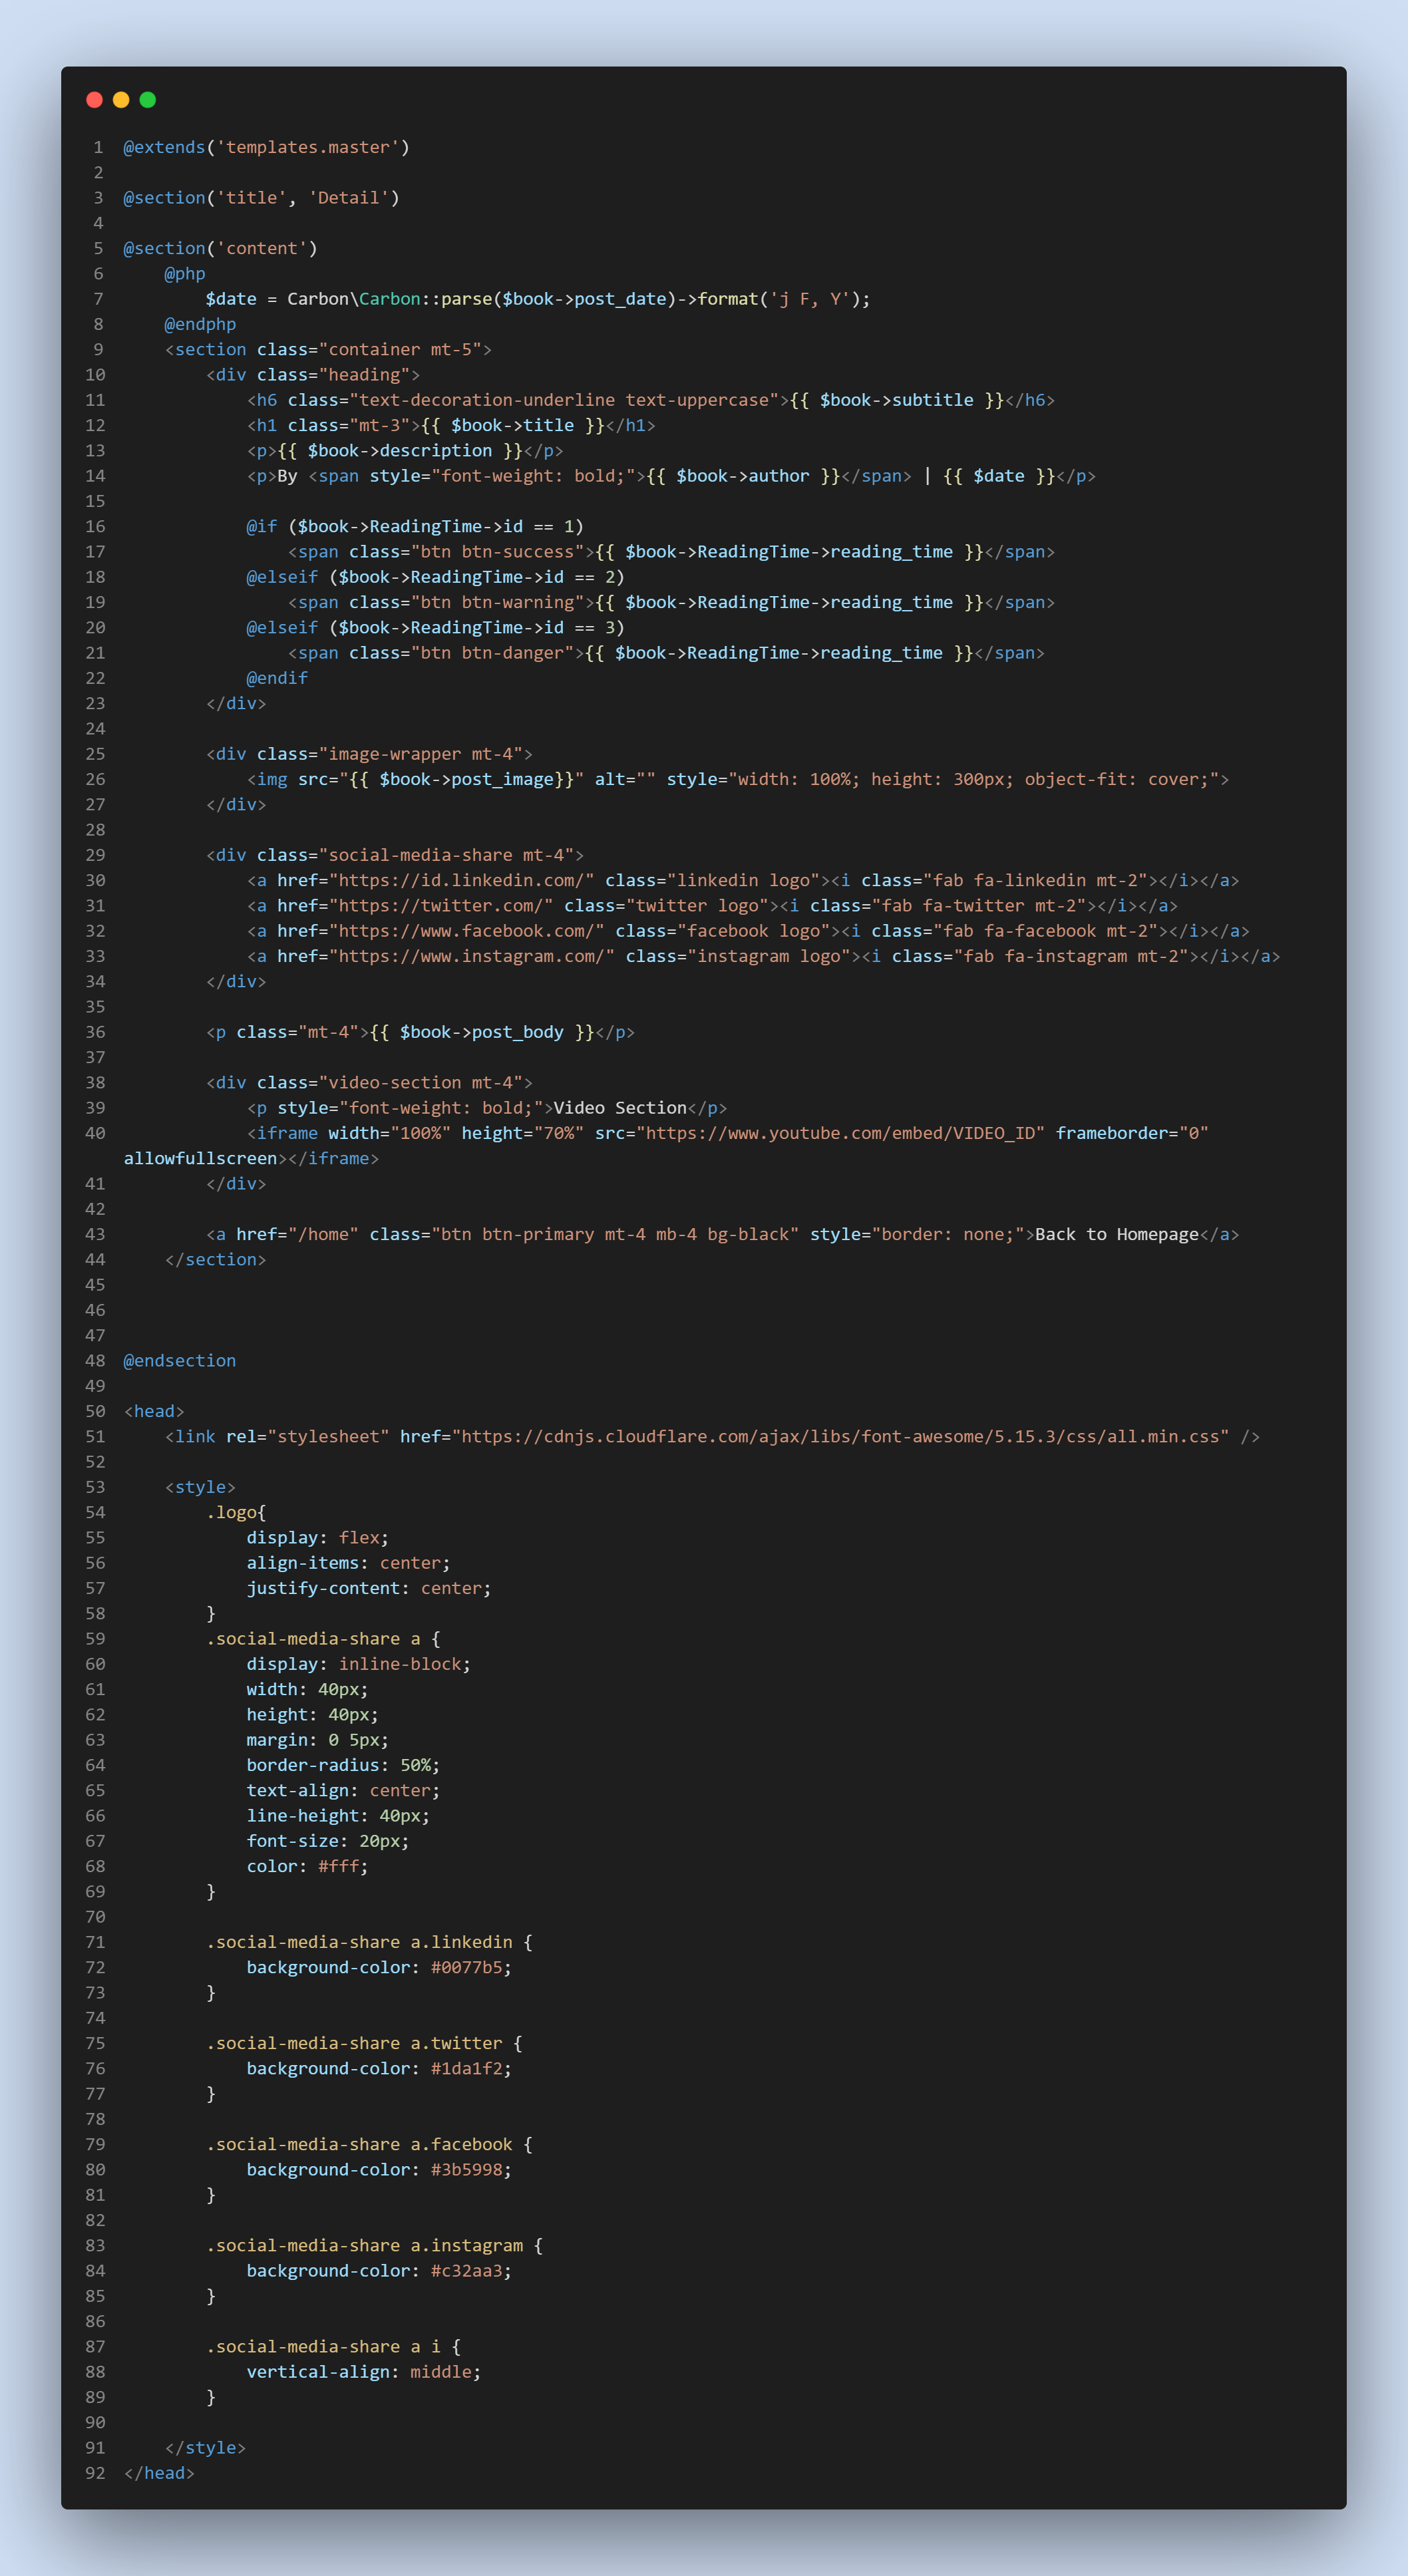 1 @extends('templates.master')
2
3 @section('title', 'Detail')
4
5 @section('content')
6     @php
7         $date = Carbon\Carbon::parse($book->post_date)->format('j F, Y');
8     @endphp
9     <section class="container mt-5">
10         <div class="heading">
11             <h6 class="text-decoration-underline text-uppercase">{{ $book->subtitle }}</h6>
12             <h1 class="mt-3">{{ $book->title }}</h1>
13             <p>{{ $book->description }}</p>
14             <p>By <span style="font-weight: bold;">{{ $book->author }}</span> | {{ $date }}</p>
15
16             @if ($book->ReadingTime->id == 1)
17                 <span class="btn btn-success">{{ $book->ReadingTime->reading_time }}</span>
18             @elseif ($book->ReadingTime->id == 2)
19                 <span class="btn btn-warning">{{ $book->ReadingTime->reading_time }}</span>
20             @elseif ($book->ReadingTime->id == 3)
21                 <span class="btn btn-danger">{{ $book->ReadingTime->reading_time }}</span>
22             @endif
23         </div>
24
25         <div class="image-wrapper mt-4">
26             <img src="{{ $book->post_image}}" alt="" style="width: 100%; height: 300px; object-fit: cover;">
27         </div>
28
29         <div class="social-media-share mt-4">
30             <a href="https://id.linkedin.com/" class="linkedin logo"><i class="fab fa-linkedin mt-2"></i></a>
31             <a href="https://twitter.com/" class="twitter logo"><i class="fab fa-twitter mt-2"></i></a>
32             <a href="https://www.facebook.com/" class="facebook logo"><i class="fab fa-facebook mt-2"></i></a>
33             <a href="https://www.instagram.com/" class="instagram logo"><i class="fab fa-instagram mt-2"></i></a>
34         </div>
35
36         <p class="mt-4">{{ $book->post_body }}</p>
37
38         <div class="video-section mt-4">
39             <p style="font-weight: bold;">Video Section</p>
40             <iframe width="100%" height="70%" src="https://www.youtube.com/embed/VIDEO_ID" frameborder="0"
allowfullscreen></iframe>
41         </div>
42
43         <a href="/home" class="btn btn-primary mt-4 mb-4 bg-black" style="border: none;">Back to Homepage</a>
44     </section>
45
46
47
48 @endsection
49
50 <head>
51     <link rel="stylesheet" href="https://cdnjs.cloudflare.com/ajax/libs/font-awesome/5.15.3/css/all.min.css" />
52
53     <style>
54         .logo{
55             display: flex;
56             align-items: center;
57             justify-content: center;
58         }
59         .social-media-share a {
60             display: inline-block;
61             width: 40px;
62             height: 40px;
63             margin: 0 5px;
64             border-radius: 50%;
65             text-align: center;
66             line-height: 40px;
67             font-size: 20px;
68             color: #fff;
69         }
70
71         .social-media-share a.linkedin {
72             background-color: #0077b5;
73         }
74
75         .social-media-share a.twitter {
76             background-color: #1da1f2;
77         }
78
79         .social-media-share a.facebook {
80             background-color: #3b5998;
81         }
82
83         .social-media-share a.instagram {
84             background-color: #c32aa3;
85         }
86
87         .social-media-share a i {
88             vertical-align: middle;
89         }
90
91     </style>
92 </head>